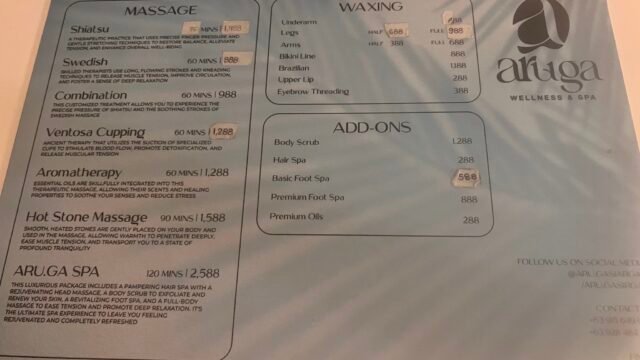 MASSAGE
Shiatsu MINS | 1,388
A THERAPEUTIC PRACTICE THAT USES PRECISE FINGER PRESSURE AND
GENTLE STRETCHING TECHNIQUES TO RESTORE BALANCE, ALLEVIATE
TENSION, AND ENHANCE OVERALL WELL-BEING
Swedish 60 MINS | 888
SKILLED THERAPISTS USE LONG, FLOWING STROKES AND KNEADING
TECHNIQUES TO RELEASE MUSCLE TENSION, IMPROVE CIRCULATION,
AND FOSTER A SENSE OF DEEP RELAXATION
Combination 60 MINS | 988
THIS CUSTOMIZED TREATMENT ALLOWS YOU TO EXPERIENCE THE
PRECISE PRESSURE OF SHIATSU AND THE SOOTHING STROKES OF
SWEDISH MASSAGE
Ventosa Cupping 60 MINS | 1,288
ANCIENT THERAPY THAT UTILIZES THE SUCTION OF SPECIALIZED
CUPS TO STIMULATE BLOOD FLOW, PROMOTE DETOXIFICATION, AND
RELEASE MUSCULAR TENSION
Aromatherapy 60 MINS | 1,288
ESSENTIAL OILS ARE SKILLFULLY INTEGRATED INTO THIS
THERAPEUTIC MASSAGE, ALLOWING THEIR SCENTS AND HEALING
PROPERTIES TO SOOTHE YOUR SENSES AND REDUCE STRESS
Hot Stone Massage 90 MINS | 1,588
SMOOTH, HEATED STONES ARE GENTLY PLACED ON YOUR BODY AND
USED IN THE MASSAGE, ALLOWING WARMTH TO PENETRATE DEEPLY,
EASE MUSCLE TENSION, AND TRANSPORT YOU TO A STATE OF
PROFOUND TRANQUILITY
ARU.GA SPA 120 MINS | 2,588
THIS LUXURIOUS PACKAGE INCLUDES A PAMPERING HAIR SPA WITH A
REJUVENATING HEAD MASSAGE, A BODY SCRUB TO EXFOLIATE AND
RENEW YOUR SKIN, A REVITALIZING FOOT SPA, AND A FULL-BODY
MASSAGE TO EASE TENSION AND PROMOTE DEEP RELAXATION. IT'S
THE ULTIMATE SPA EXPERIENCE TO LEAVE YOU FEELING
REJUVENATED AND COMPLETELY REFRESHED
WAXING
Underarm 488
Legs HALF 688 FULL 988
Arms HALF 388 FULL 688
Bikini Line 888
Brazilian 1,188
Upper Lip 288
Eyebrow Threading 388
ADD-ONS
Body Scrub 1,288
Hair Spa 288
Basic Foot Spa 588
Premium Foot Spa 888
Premium Oils 288
aruga
WELLNESS & SPA
FOLLOW US ON SOCIAL MEDIA
CONTACT